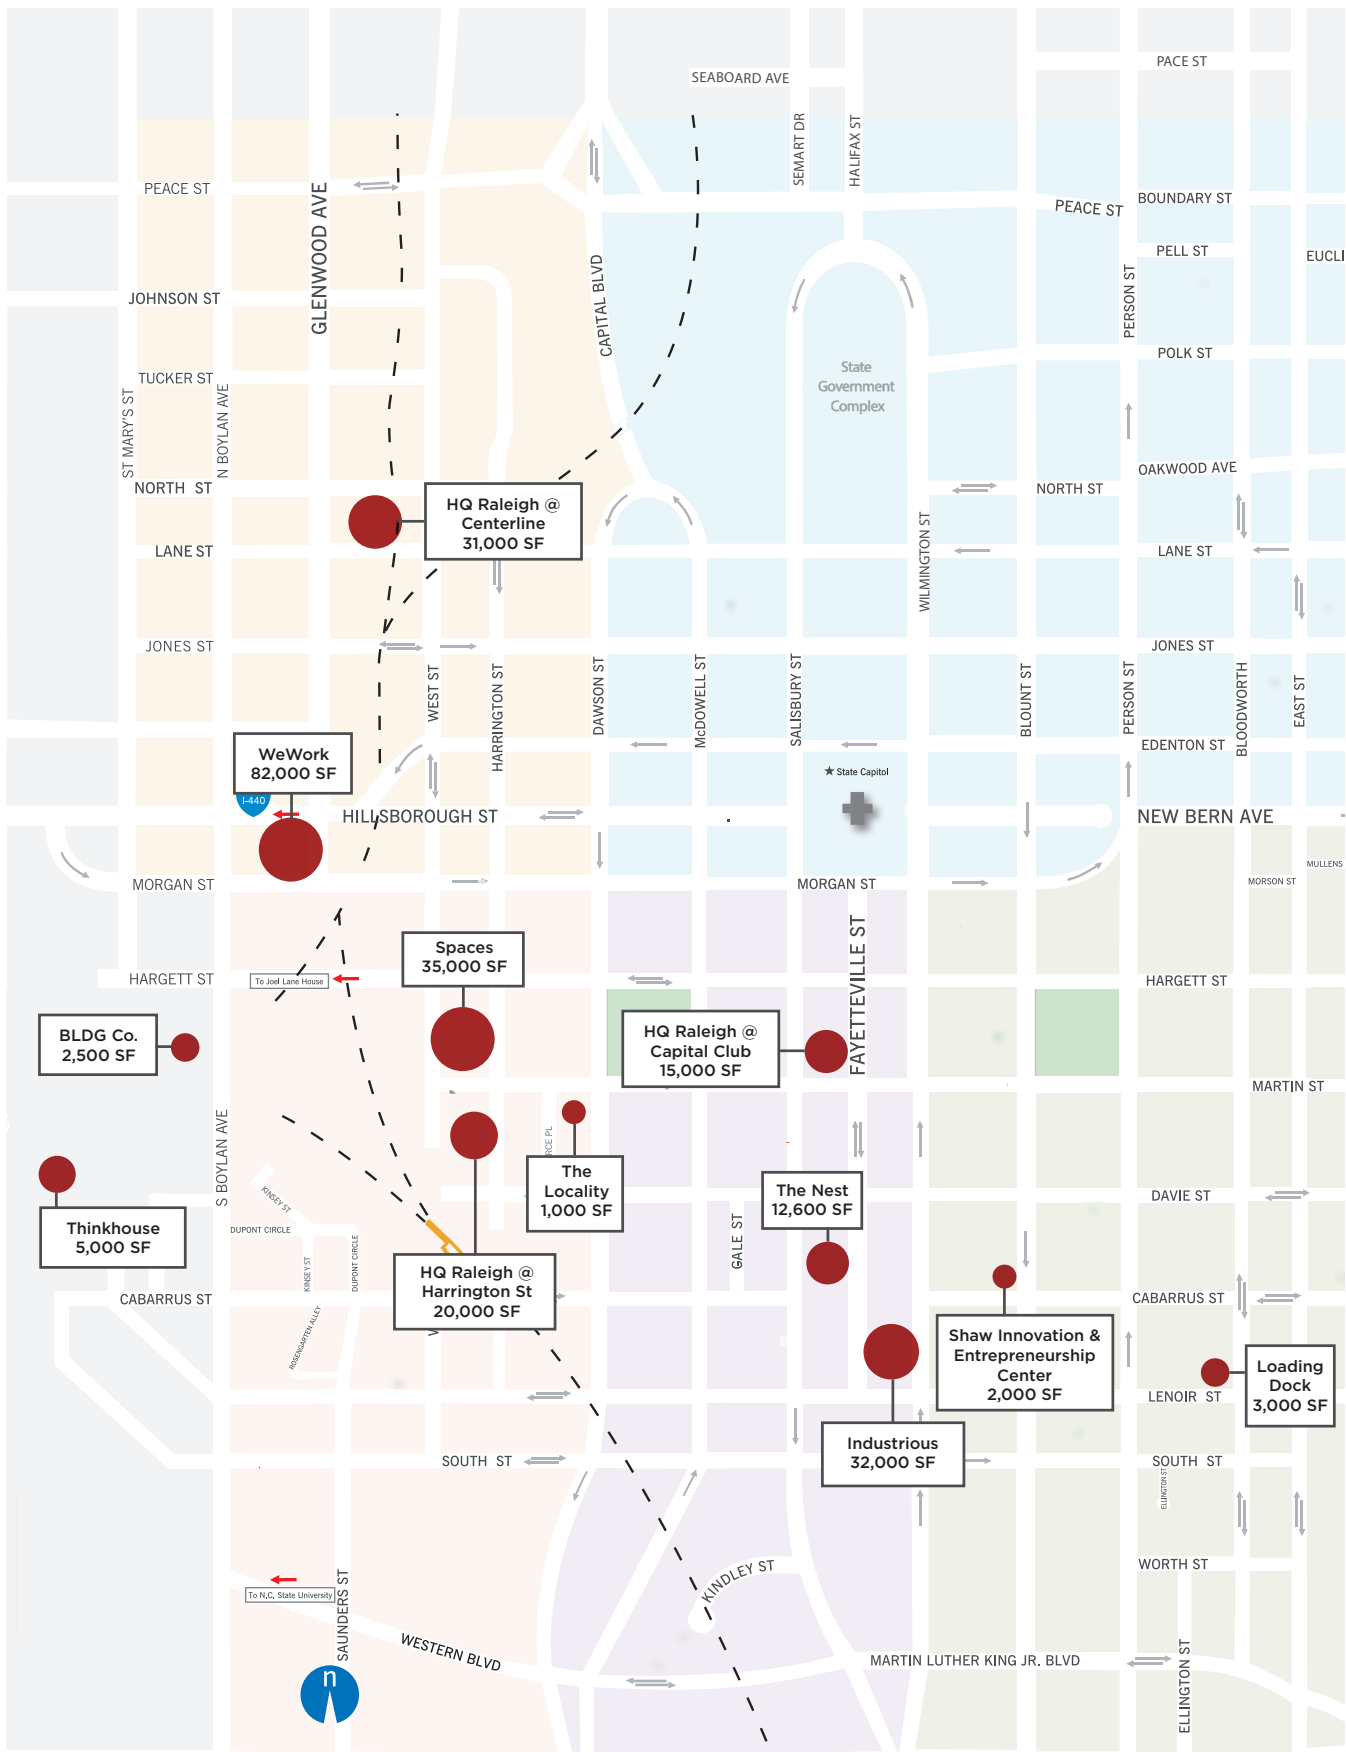 SEABOARD AVE
PACE ST
SEMART DR
HALIFAX ST
PEACE ST
GLENWOOD AVE
BOUNDARY ST
PEACE ST
PELL ST
EUCLI
PERSON ST
JOHNSON ST
CAPITAL BLVD
POLK ST
TUCKER ST
State
Government
Complex
ST MARY'S ST
N BOYLAN AVE
OAKWOOD AVE
NORTH ST
NORTH ST
HQ Raleigh @
Centerline
31,000 SF
LANE ST
WILMINGTON ST
LANE ST
JONES ST
JONES ST
WEST ST
HARRINGTON ST
DAWSON ST
McDOWELL ST
SALISBURY ST
BLOUNT ST
PERSON ST
BLOODWORTH
EAST ST
EDENTON ST
WeWork
82,000 SF
State Capitol
I-440
HILLSBOROUGH ST
NEW BERN AVE
MULLENS
MORGAN ST
MORGAN ST
MORSON ST
FAYETTEVILLE ST
Spaces
35,000 SF
HARGETT ST
To Joel Lane House
HARGETT ST
BLDG Co.
2,500 SF
HQ Raleigh @
Capital Club
15,000 SF
MARTIN ST
S BOYLAN AVE
RCE PL
The
Locality
1,000 SF
The Nest
12,600 SF
DAVIE ST
KINSEY ST
Thinkhouse
5,000 SF
DUPONT CIRCLE
KINSEY ST
DUPONT CIRCLE
GALE ST
HQ Raleigh @
Harrington St
20,000 SF
CABARRUS ST
CABARRUS ST
ROSENGARTEN ALLEY
Shaw Innovation &
Entrepreneurship
Center
2,000 SF
Loading
Dock
3,000 SF
LENOIR ST
Industrious
32,000 SF
SOUTH ST
SOUTH ST
ELLINGTON ST
KINDLEY ST
WORTH ST
To N.C. State University
SAUNDERS ST
WESTERN BLVD
MARTIN LUTHER KING JR. BLVD
ELLINGTON ST
n